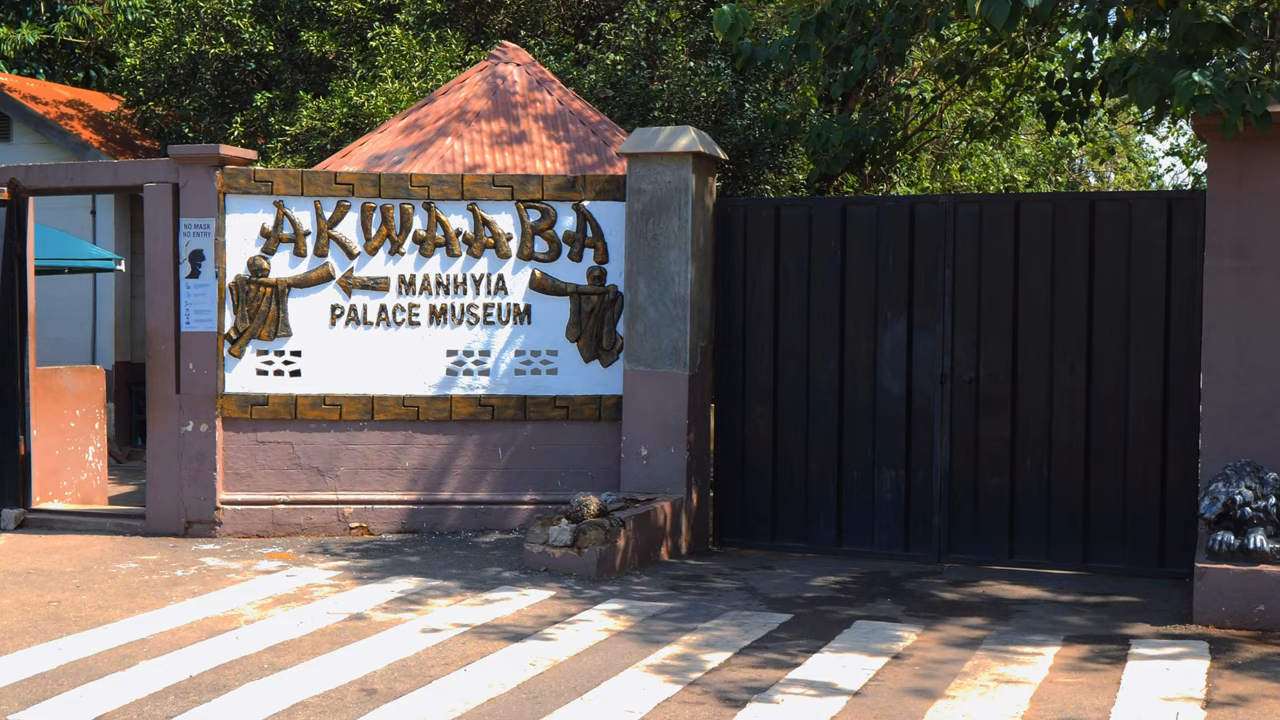 NO MASK
NO ENTRY
AKWAABA
MANHYIA
PALACE MUSEUM